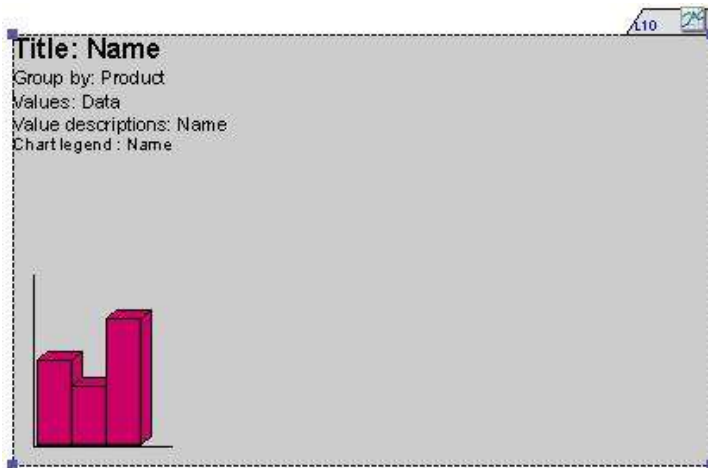 L10
Title: Name
Group by: Product
Values: Data
Value descriptions: Name
Chart legend : Name